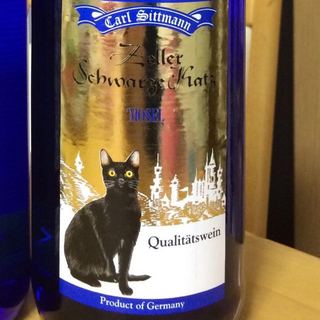 Carl Sittmann
Zeller
Schwarze Katz
MOSEL
Qualitätswein
Product of Germany